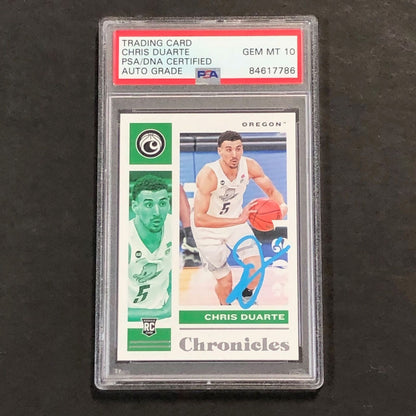 TRADING CARD
CHRIS DUARTE GEM MT 10
PSA/DNA CERTIFIED
AUTO GRADE PSA 84617786
OREGON
5
5
RC
CHRIS DUARTE
Chronicles